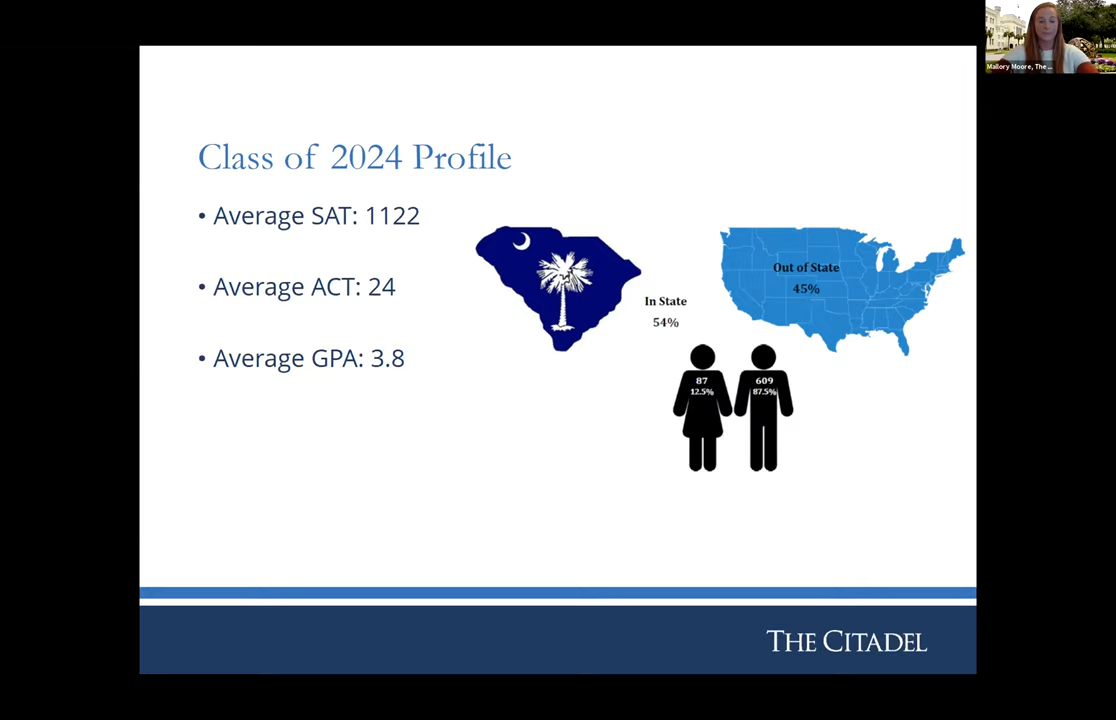 Mallory Moore, The ...
Class of 2024 Profile
• Average SAT: 1122
• Average ACT: 24
• Average GPA: 3.8
In State
54%
Out of State
45%
87
12.5%
609
87.5%
THE CITADEL